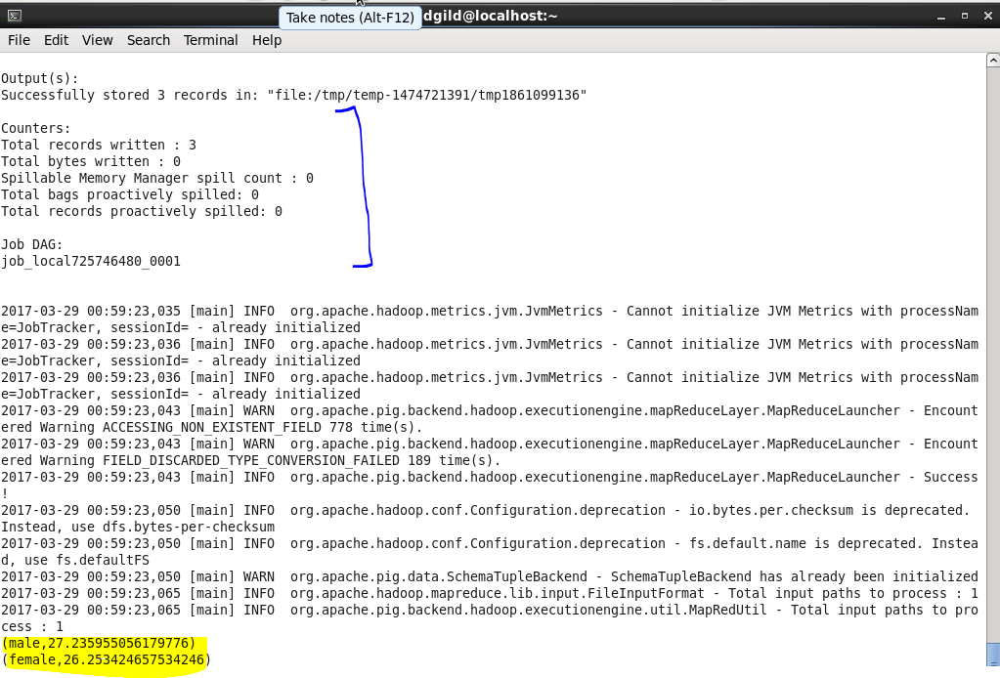 Take notes (Alt-F12)
dgild@localhost:~
File Edit View Search Terminal Help
Output(s):
Successfully stored 3 records in: "file:/tmp/temp-1474721391/tmp1861099136"
Counters:
Total records written : 3
Total bytes written : 0
Spillable Memory Manager spill count : 0
Total bags proactively spilled: 0
Total records proactively spilled: 0
Job DAG:
job_local725746480_0001
2017-03-29 00:59:23,035 [main] INFO  org.apache.hadoop.metrics.jvm.JvmMetrics - Cannot initialize JVM Metrics with processNam
e=JobTracker, sessionId= - already initialized
2017-03-29 00:59:23,036 [main] INFO  org.apache.hadoop.metrics.jvm.JvmMetrics - Cannot initialize JVM Metrics with processNam
e=JobTracker, sessionId= - already initialized
2017-03-29 00:59:23,036 [main] INFO  org.apache.hadoop.metrics.jvm.JvmMetrics - Cannot initialize JVM Metrics with processNam
e=JobTracker, sessionId= - already initialized
2017-03-29 00:59:23,043 [main] WARN  org.apache.pig.backend.hadoop.executionengine.mapReduceLayer.MapReduceLauncher - Encount
ered Warning ACCESSING_NON_EXISTENT_FIELD 778 time(s).
2017-03-29 00:59:23,043 [main] WARN  org.apache.pig.backend.hadoop.executionengine.mapReduceLayer.MapReduceLauncher - Encount
ered Warning FIELD_DISCARDED_TYPE_CONVERSION_FAILED 189 time(s).
2017-03-29 00:59:23,043 [main] INFO  org.apache.pig.backend.hadoop.executionengine.mapReduceLayer.MapReduceLauncher - Success
!
2017-03-29 00:59:23,050 [main] INFO  org.apache.hadoop.conf.Configuration.deprecation - io.bytes.per.checksum is deprecated.
Instead, use dfs.bytes-per-checksum
2017-03-29 00:59:23,050 [main] INFO  org.apache.hadoop.conf.Configuration.deprecation - fs.default.name is deprecated. Instea
d, use fs.defaultFS
2017-03-29 00:59:23,050 [main] WARN  org.apache.pig.data.SchemaTupleBackend - SchemaTupleBackend has already been initialized
2017-03-29 00:59:23,065 [main] INFO  org.apache.hadoop.mapreduce.lib.input.FileInputFormat - Total input paths to process : 1
2017-03-29 00:59:23,065 [main] INFO  org.apache.pig.backend.hadoop.executionengine.util.MapRedUtil - Total input paths to pro
cess : 1
(male,27.235955056179776)
(female,26.253424657534246)